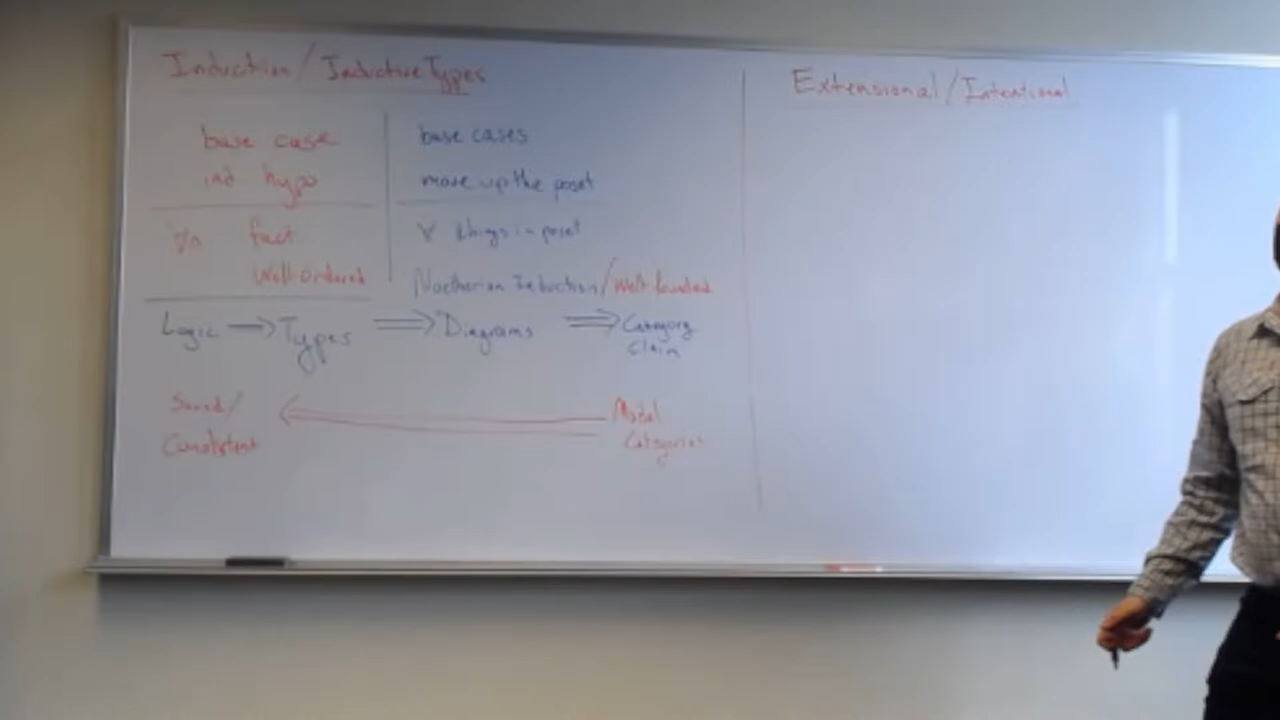 Induction/Inductive Types
base case
ind. hypo
∀n fact
Well-Ordered
base cases
move up the poset
∀ things in poset
Noetherian Induction/Well-founded
Logic → Types ⇒ Diagrams ⇒ Category
Claim
Sound/
Consistent
Model
Categories
Extensional/Intentional